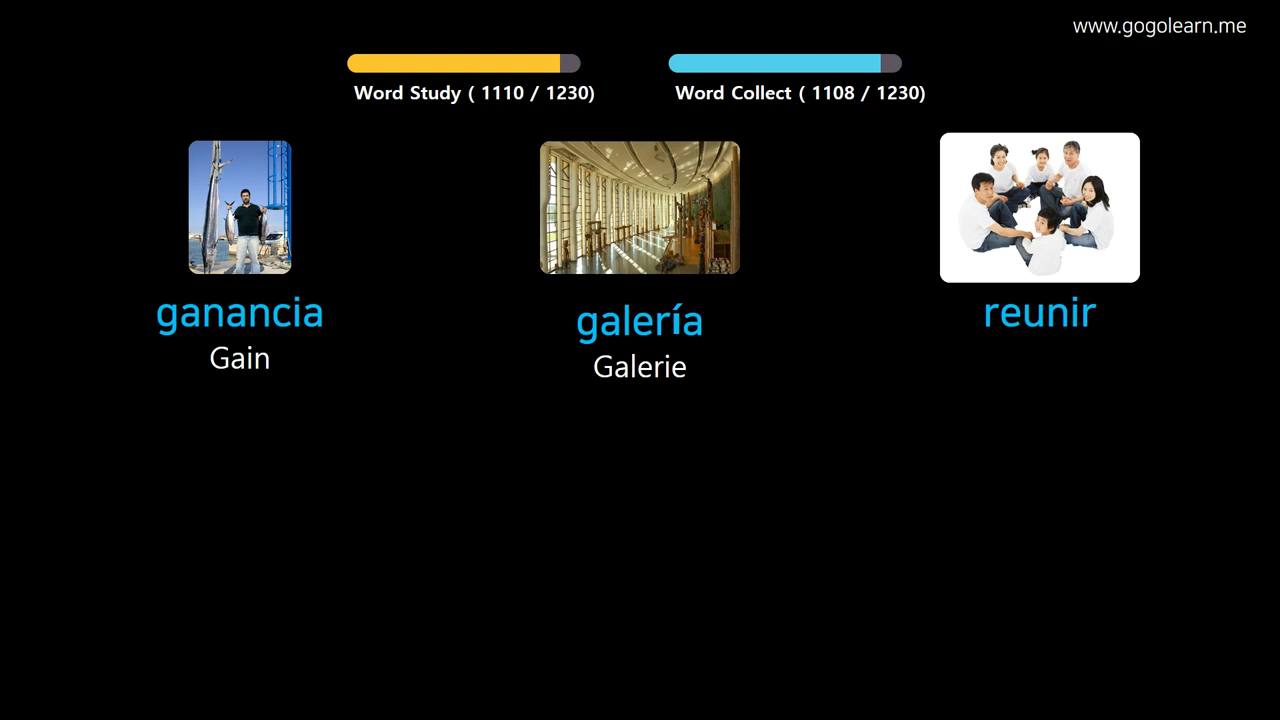 www.gogolearn.me
Word Study ( 1110 / 1230)
Word Collect ( 1108 / 1230)
ganancia
Gain
galería
Galerie
reunir